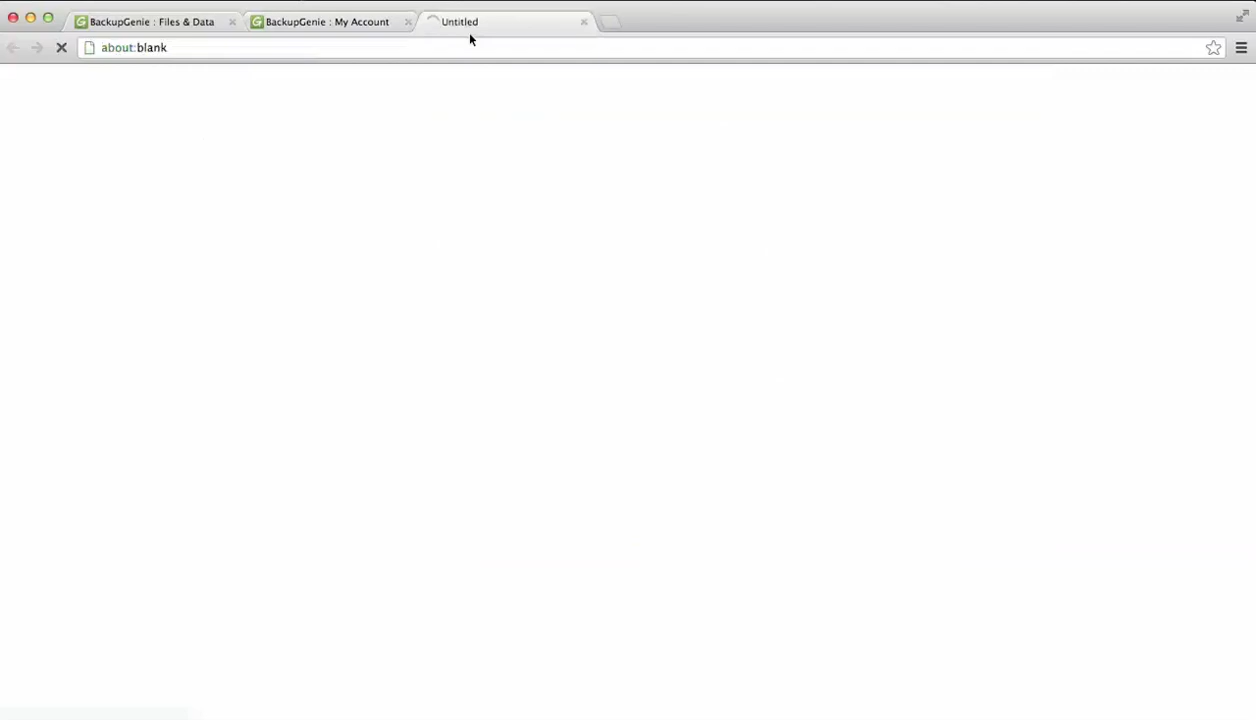 BackupGenie : Files & Data
BackupGenie : My Account
Untitled
about:blank